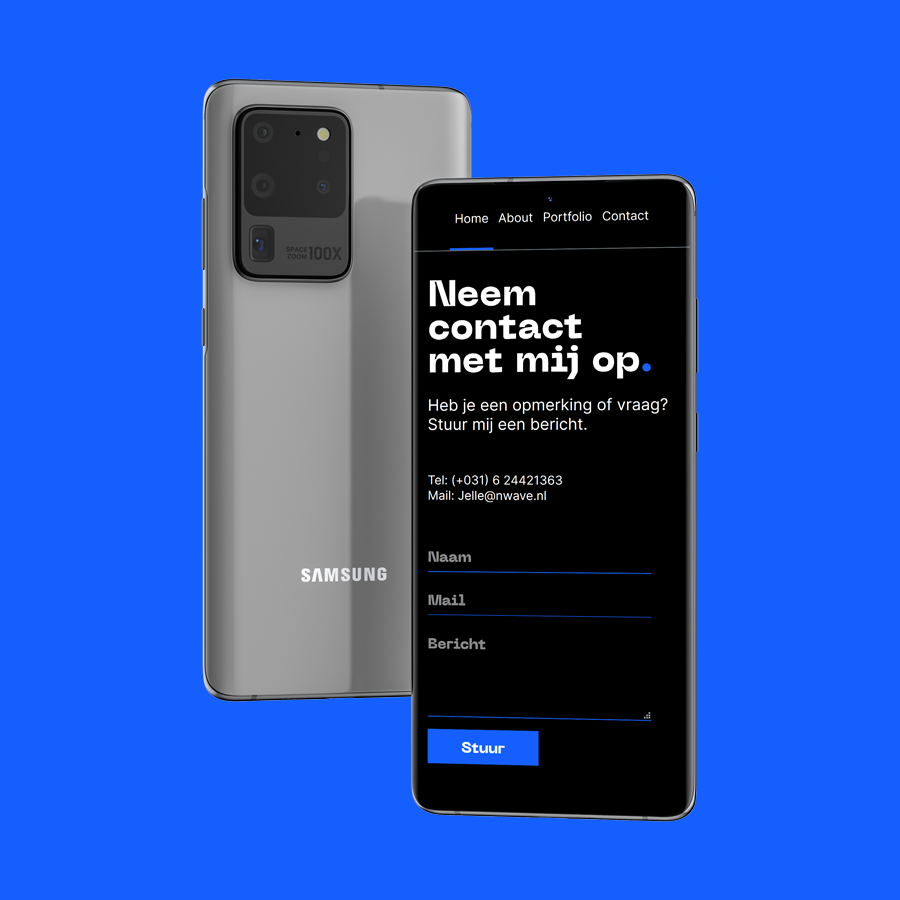 SPACE
ZOOM 100X
SAMSUNG
Home About Portfolio Contact
Neem
contact
met mij op.
Heb je een opmerking of vraag?
Stuur mij een bericht.
Tel: (+031) 6 24421363
Mail: Jelle@nwave.nl
Naam
Mail
Bericht
Stuur